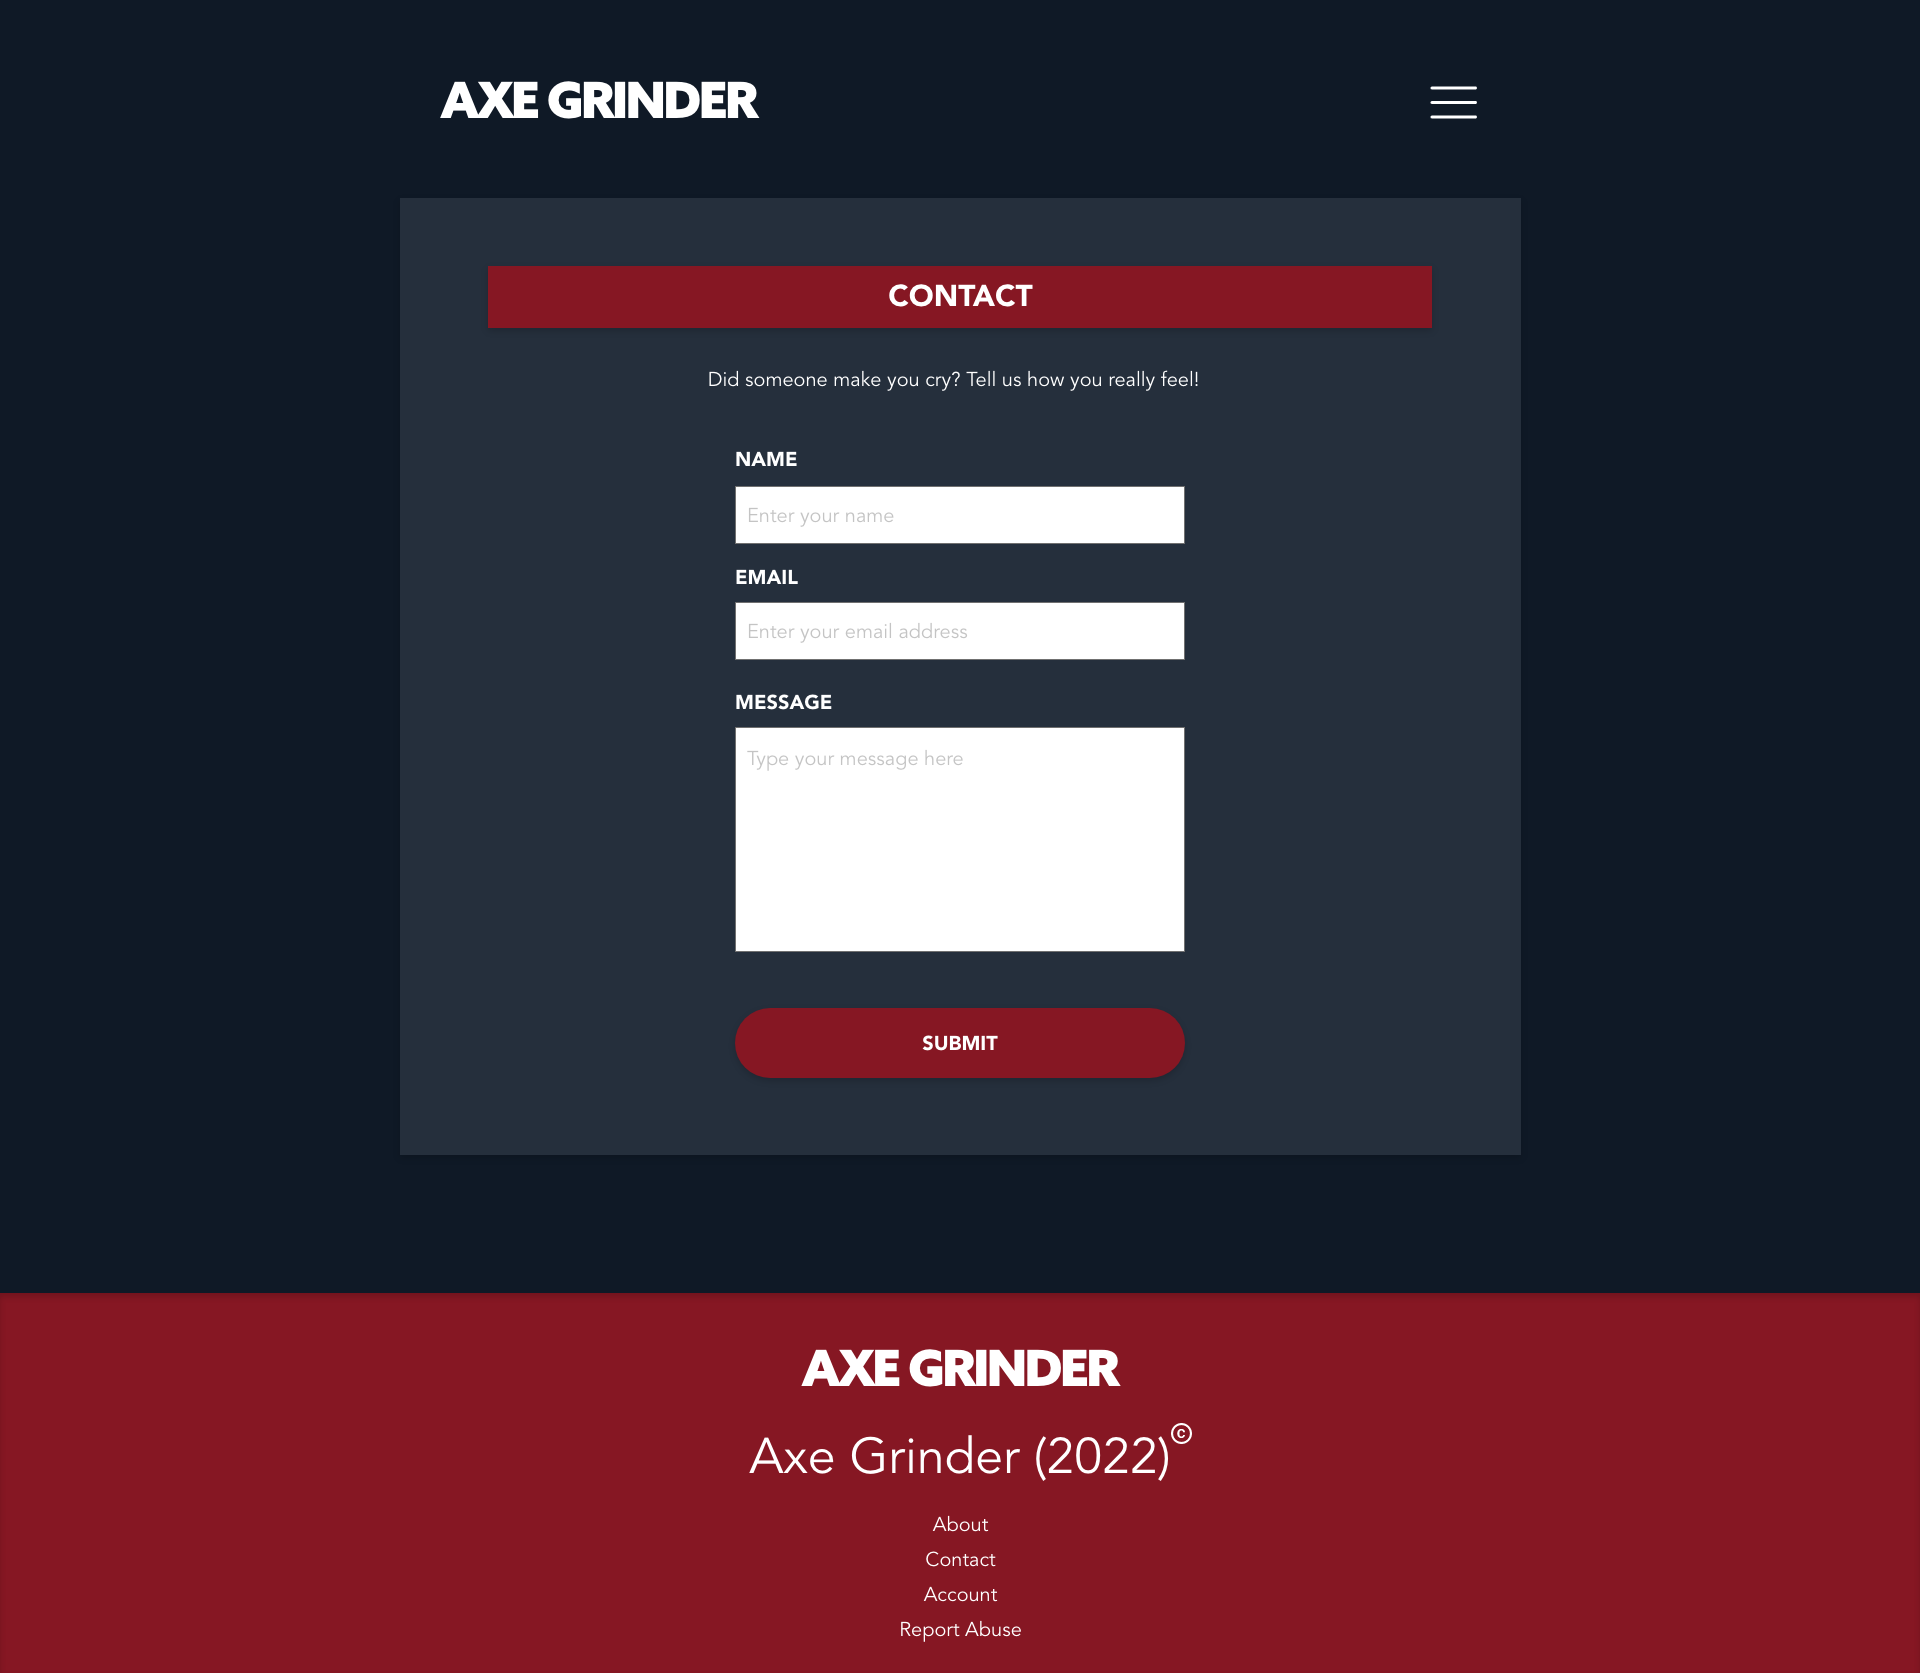 AXE GRINDER
CONTACT
Did someone make you cry? Tell us how you really feel!
NAME
Enter your name
EMAIL
Enter your email address
MESSAGE
Type your message here
SUBMIT
AXE GRINDER
Axe Grinder (2022)©
About
Contact
Account
Report Abuse